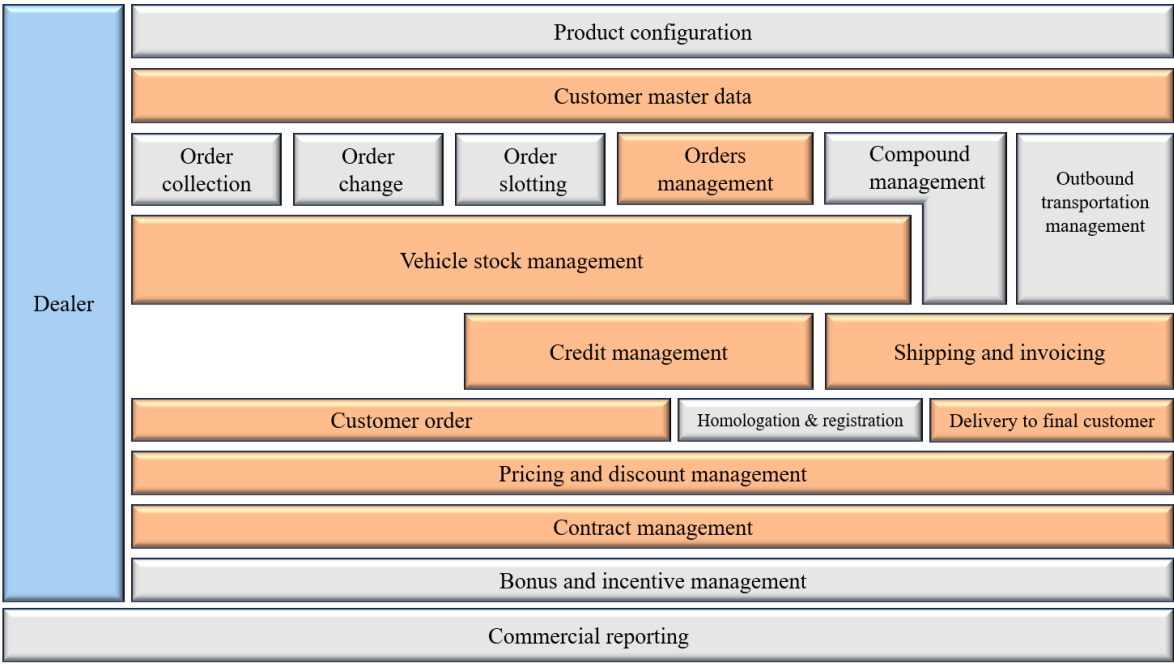 Product configuration
Customer master data
Order
collection
Order
change
Order
slotting
Orders
management
Compound
management
Outbound
transportation
management
Vehicle stock management
Dealer
Credit management
Shipping and invoicing
Customer order
Homologation & registration
Delivery to final customer
Pricing and discount management
Contract management
Bonus and incentive management
Commercial reporting